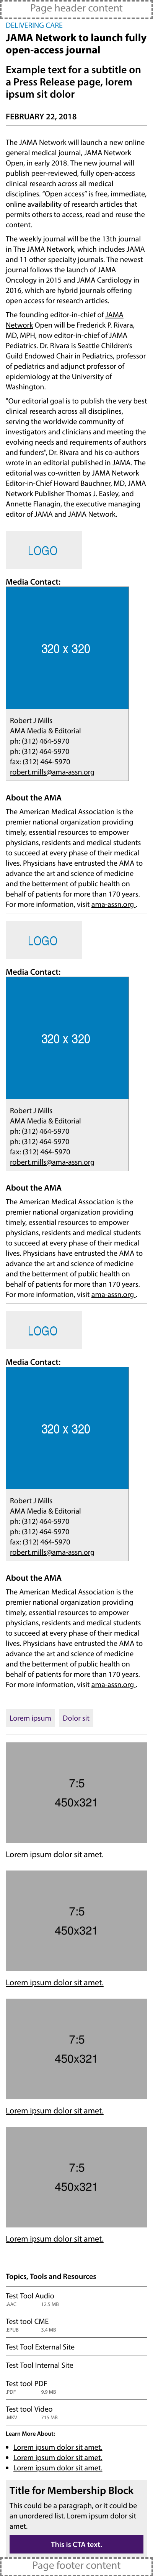 Page header content
DELIVERING CARE
JAMA Network to launch fully
open-access journal
Example text for a subtitle on
a Press Release page, lorem
ipsum sit dolor
FEBRUARY 22, 2018
The JAMA Network will launch a new online
general medical journal, JAMA Network
Open, in early 2018. The new journal will
publish peer-reviewed, fully open-access
clinical research across all medical
disciplines. "Open access" is free, immediate,
online availability of research articles that
permits others to access, read and reuse the
content.
The weekly journal will be the 13th journal
in The JAMA Network, which includes JAMA
and 11 other specialty journals. The newest
journal follows the launch of JAMA
Oncology in 2015 and JAMA Cardiology in
2016, which are hybrid journals offering
open access for research articles.
The founding editor-in-chief of JAMA
Network Open will be Frederick P. Rivara,
MD, MPH, now editor-in-chief of JAMA
Pediatrics. Dr. Rivara is Seattle Children's
Guild Endowed Chair in Pediatrics, professor
of pediatrics and adjunct professor of
epidemiology at the University of
Washington.
"Our editorial goal is to publish the very best
clinical research across all disciplines,
serving the worldwide community of
investigators and clinicians and meeting the
evolving needs and requirements of authors
and funders", Dr. Rivara and his co-authors
wrote in an editorial published in JAMA. The
editorial was co-written by JAMA Network
Editor-in-Chief Howard Bauchner, MD, JAMA
Network Publisher Thomas J. Easley, and
Annette Flanagin, the executive managing
editor of JAMA and JAMA Network.
LOGO
Media Contact:
320 x 320
Robert J Mills
AMA Media & Editorial
ph: (312) 464-5970
ph: (312) 464-5970
fax: (312) 464-5970
robert.mills@ama-assn.org
About the AMA
The American Medical Association is the
premier national organization providing
timely, essential resources to empower
physicians, residents and medical students
to succeed at every phase of their medical
lives. Physicians have entrusted the AMA to
advance the art and science of medicine
and the betterment of public health on
behalf of patients for more than 170 years.
For more information, visit ama-assn.org .
LOGO
Media Contact:
320 x 320
Robert J Mills
AMA Media & Editorial
ph: (312) 464-5970
ph: (312) 464-5970
fax: (312) 464-5970
robert.mills@ama-assn.org
About the AMA
The American Medical Association is the
premier national organization providing
timely, essential resources to empower
physicians, residents and medical students
to succeed at every phase of their medical
lives. Physicians have entrusted the AMA to
advance the art and science of medicine
and the betterment of public health on
behalf of patients for more than 170 years.
For more information, visit ama-assn.org .
LOGO
Media Contact:
320 x 320
Robert J Mills
AMA Media & Editorial
ph: (312) 464-5970
ph: (312) 464-5970
fax: (312) 464-5970
robert.mills@ama-assn.org
About the AMA
The American Medical Association is the
premier national organization providing
timely, essential resources to empower
physicians, residents and medical students
to succeed at every phase of their medical
lives. Physicians have entrusted the AMA to
advance the art and science of medicine
and the betterment of public health on
behalf of patients for more than 170 years.
For more information, visit ama-assn.org .
Lorem ipsum Dolor sit
7:5
450x321
Lorem ipsum dolor sit amet.
7:5
450x321
Lorem ipsum dolor sit amet.
7:5
450x321
Lorem ipsum dolor sit amet.
7:5
450x321
Lorem ipsum dolor sit amet.
Topics, Tools and Resources
Test Tool Audio
.AAC 12.5 MB
Test tool CME
.EPUB 3.4 MB
Test Tool External Site
Test Tool Internal Site
Test tool PDF
.PDF 9.9 MB
Test tool Video
.MKV 715 MB
Learn More About:
• Lorem ipsum dolor sit amet.
• Lorem ipsum dolor sit amet.
• Lorem ipsum dolor sit amet.
Title for Membership Block
This could be a paragraph, or it could be
an unordered list. Lorem ipsum dolor sit
amet.
This is CTA text.
Page footer content